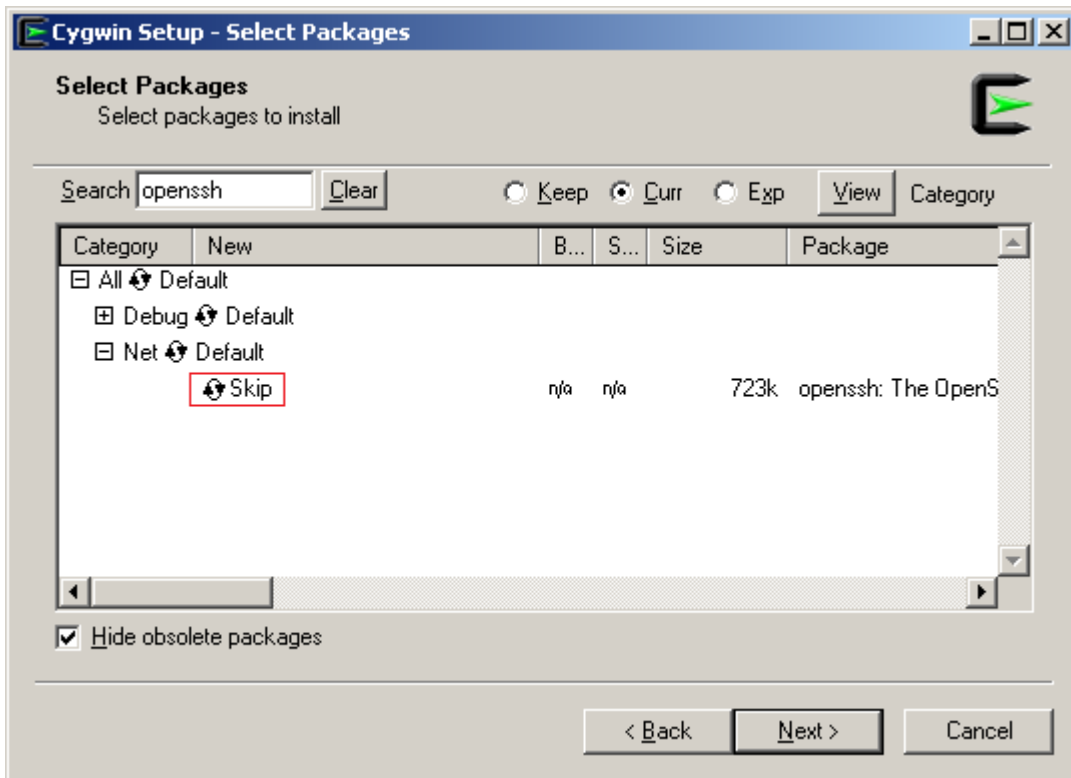 Cygwin Setup - Select Packages
Select Packages
Select packages to install
Search openssh Clear Keep Curr Exp View Category
Category New B... S... Size Package
All Default
Debug Default
Net Default
Skip n/a n/a 723k openssh: The OpenS
Hide obsolete packages
< Back Next > Cancel